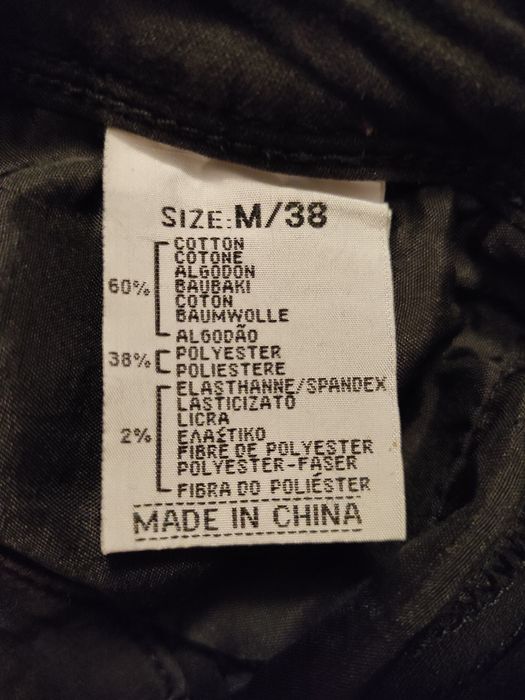 SIZE:M/38
COTTON
COTONE
ALGODON
60% BAUBAKI
COTON
BAUMWOLLE
ALGODÃO
38% POLYESTER
POLIESTERE
ELASTHANNE/SPANDEX
LASTICIZATO
LICRA
2% ΕΛΑΣΤΙΚΟ
FIBRE DE POLYESTER
POLYESTER-FASER
FIBRA DO POLIÉSTER
MADE IN CHINA